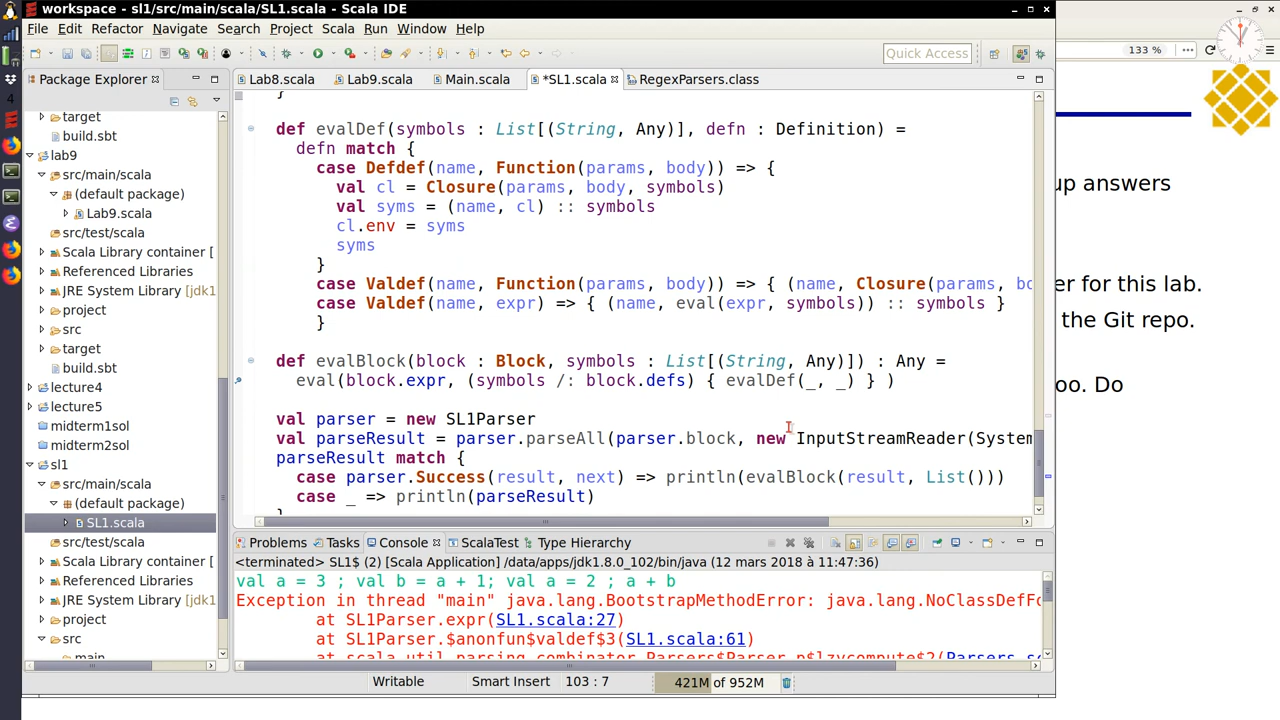 workspace - sl1/src/main/scala/SL1.scala - Scala IDE
File Edit Refactor Navigate Search Project Scala Run Window Help
133 %
Quick Access
Package Explorer
Lab8.scala Lab9.scala Main.scala *SL1.scala RegexParsers.class
4
target
build.sbt
lab9
src/main/scala
(default package)
Lab9.scala
src/test/scala
Scala Library container [
Referenced Libraries
JRE System Library [jdk1
project
src
target
build.sbt
lecture4
lecture5
midterm1sol
midterm2sol
sl1
src/main/scala
(default package)
SL1.scala
src/test/scala
Scala Library container [
Referenced Libraries
JRE System Library [jdk1
project
src
main
}
def evalDef(symbols : List[(String, Any)], defn : Definition) =
defn match {
case Defdef(name, Function(params, body)) => {
val cl = Closure(params, body, symbols)
val syms = (name, cl) :: symbols
cl.env = syms
syms
}
case Valdef(name, Function(params, body)) => { (name, Closure(params, bo
case Valdef(name, expr) => { (name, eval(expr, symbols)) :: symbols }
}
def evalBlock(block : Block, symbols : List[(String, Any)]) : Any =
eval(block.expr, (symbols /: block.defs) { evalDef(_, _) } )
val parser = new SL1Parser
val parseResult = parser.parseAll(parser.block, new InputStreamReader(System
parseResult match {
case parser.Success(result, next) => println(evalBlock(result, List()))
case _ => println(parseResult)
}
up answers
er for this lab.
the Git repo.
oo. Do
Problems Tasks Console ScalaTest Type Hierarchy
<terminated> SL1$ (2) [Scala Application] /data/apps/jdk1.8.0_102/bin/java (12 mars 2018 à 11:47:36)
val a = 3 ; val b = a + 1; val a = 2 ; a + b
Exception in thread "main" java.lang.BootstrapMethodError: java.lang.NoClassDefFo
at SL1Parser.expr(SL1.scala:27)
at SL1Parser.$anonfun$valdef$3(SL1.scala:61)
at scala.util.parsing.combinator.Parsers$Parser.p$lzycompute$2(Parsers.sc
Writable Smart Insert 103 : 7 421M of 952M